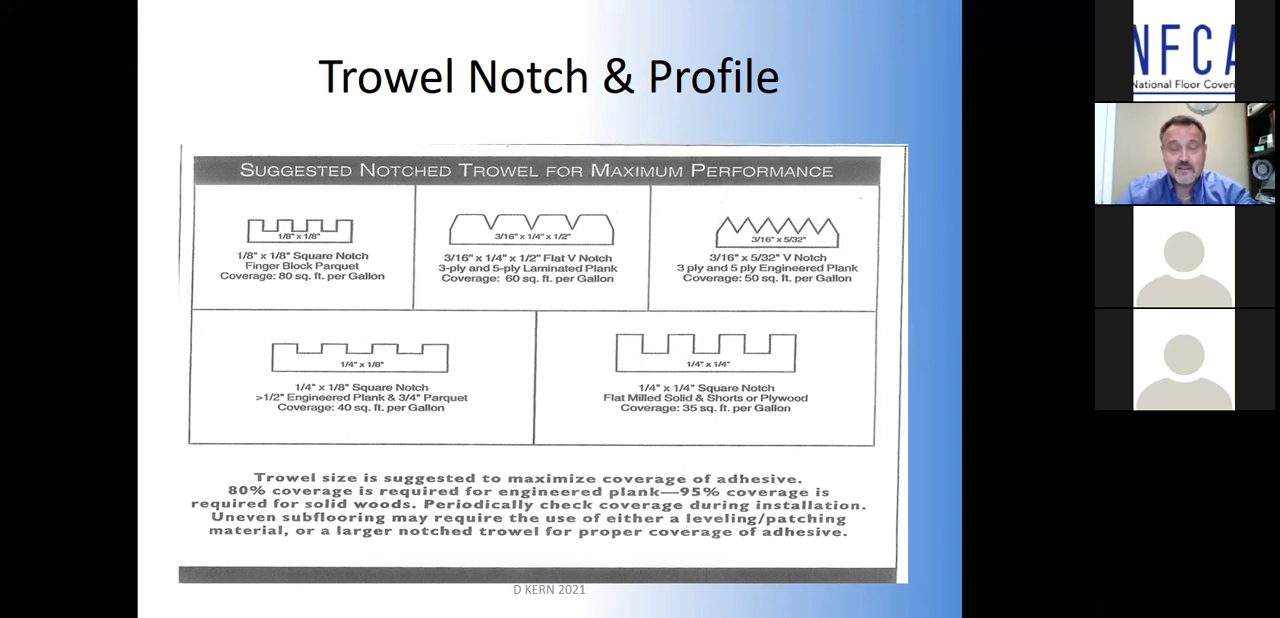 Trowel Notch & Profile
SUGGESTED NOTCHED TROWEL FOR MAXIMUM PERFORMANCE
1/8" x 1/8"
1/8" x 1/8" Square Notch
Finger Block Parquet
Coverage: 80 sq. ft. per Gallon
3/16" x 1/4" x 1/2"
3/16" x 1/4" x 1/2" Flat V Notch
3-ply and 5-ply Laminated Plank
Coverage: 60 sq. ft. per Gallon
3/16" x 5/32"
3/16" x 5/32" V Notch
3 ply and 5 ply Engineered Plank
Coverage: 50 sq. ft. per Gallon
1/4" x 1/8"
1/4" x 1/8" Square Notch
>1/2" Engineered Plank & 3/4" Parquet
Coverage: 40 sq. ft. per Gallon
1/4" x 1/4"
1/4" x 1/4" Square Notch
Flat Milled Solid & Shorts or Plywood
Coverage: 35 sq. ft. per Gallon
Trowel size is suggested to maximize coverage of adhesive.
80% coverage is required for engineered plank—95% coverage is
required for solid woods. Periodically check coverage during installation.
Uneven subflooring may require the use of either a leveling/patching
material, or a larger notched trowel for proper coverage of adhesive.
D KERN 2021
NFCA
National Floor Coveri